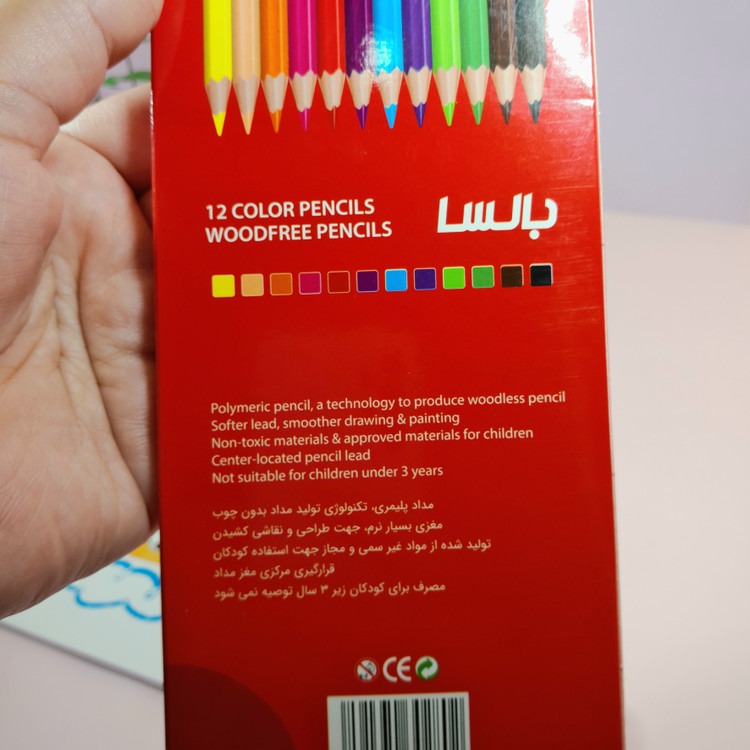 12 COLOR PENCILS
WOODFREE PENCILS
بالسا
Polymeric pencil, a technology to produce woodless pencil
Softer lead, smoother drawing & painting
Non-toxic materials & approved materials for children
Center-located pencil lead
Not suitable for children under 3 years
مداد پلیمری، تکنولوژی تولید مداد بدون چوب
مغزی بسیار نرم، جهت طراحی و نقاشی کشیدن
تولید شده از مواد غیر سمی و مجاز جهت استفاده کودکان
قرارگیری مرکزی مغز مداد
مصرف برای کودکان زیر ۳ سال توصیه نمی شود
CE